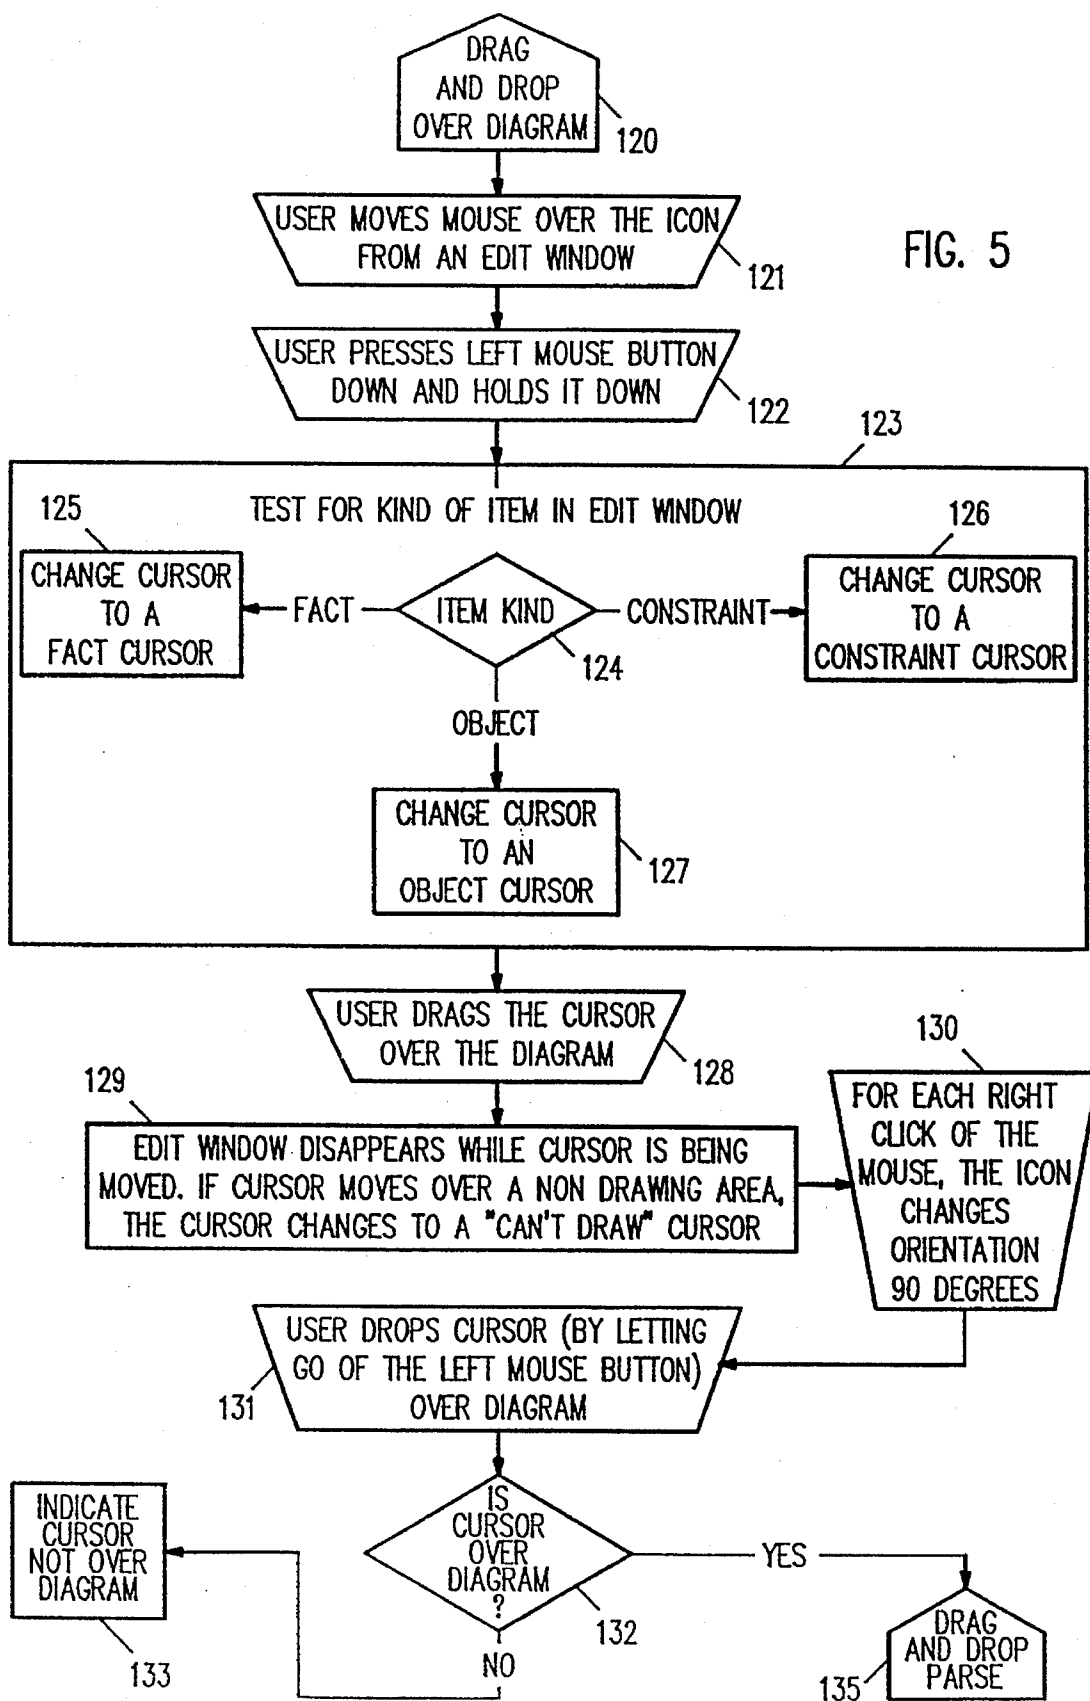 DRAG
AND DROP
OVER DIAGRAM
120
USER MOVES MOUSE OVER THE ICON
FROM AN EDIT WINDOW
121
FIG. 5
USER PRESSES LEFT MOUSE BUTTON
DOWN AND HOLDS IT DOWN
122
123
TEST FOR KIND OF ITEM IN EDIT WINDOW
125
CHANGE CURSOR
TO A
FACT CURSOR
FACT
ITEM KIND
124
CONSTRAINT
126
CHANGE CURSOR
TO A
CONSTRAINT CURSOR
OBJECT
CHANGE CURSOR
TO AN
OBJECT CURSOR
127
USER DRAGS THE CURSOR
OVER THE DIAGRAM
128
129
EDIT WINDOW DISAPPEARS WHILE CURSOR IS BEING
MOVED. IF CURSOR MOVES OVER A NON DRAWING AREA,
THE CURSOR CHANGES TO A "CAN'T DRAW" CURSOR
130
FOR EACH RIGHT
CLICK OF THE
MOUSE, THE ICON
CHANGES
ORIENTATION
90 DEGREES
USER DROPS CURSOR (BY LETTING
GO OF THE LEFT MOUSE BUTTON)
OVER DIAGRAM
131
IS
CURSOR
OVER
DIAGRAM
?
132
NO
INDICATE
CURSOR
NOT OVER
DIAGRAM
133
YES
DRAG
AND DROP
PARSE
135